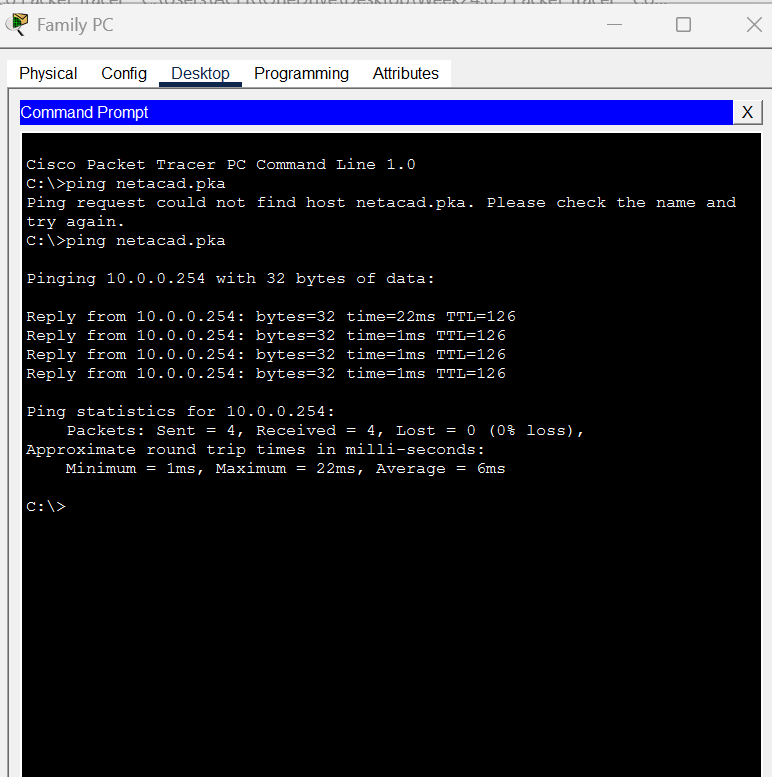 Family PC
Physical Config Desktop Programming Attributes
Command Prompt
X
Cisco Packet Tracer PC Command Line 1.0
C:\>ping netacad.pka
Ping request could not find host netacad.pka. Please check the name and
try again.
C:\>ping netacad.pka
Pinging 10.0.0.254 with 32 bytes of data:
Reply from 10.0.0.254: bytes=32 time=22ms TTL=126
Reply from 10.0.0.254: bytes=32 time=1ms TTL=126
Reply from 10.0.0.254: bytes=32 time=1ms TTL=126
Reply from 10.0.0.254: bytes=32 time=1ms TTL=126
Ping statistics for 10.0.0.254:
Packets: Sent = 4, Received = 4, Lost = 0 (0% loss),
Approximate round trip times in milli-seconds:
Minimum = 1ms, Maximum = 22ms, Average = 6ms
C:\>